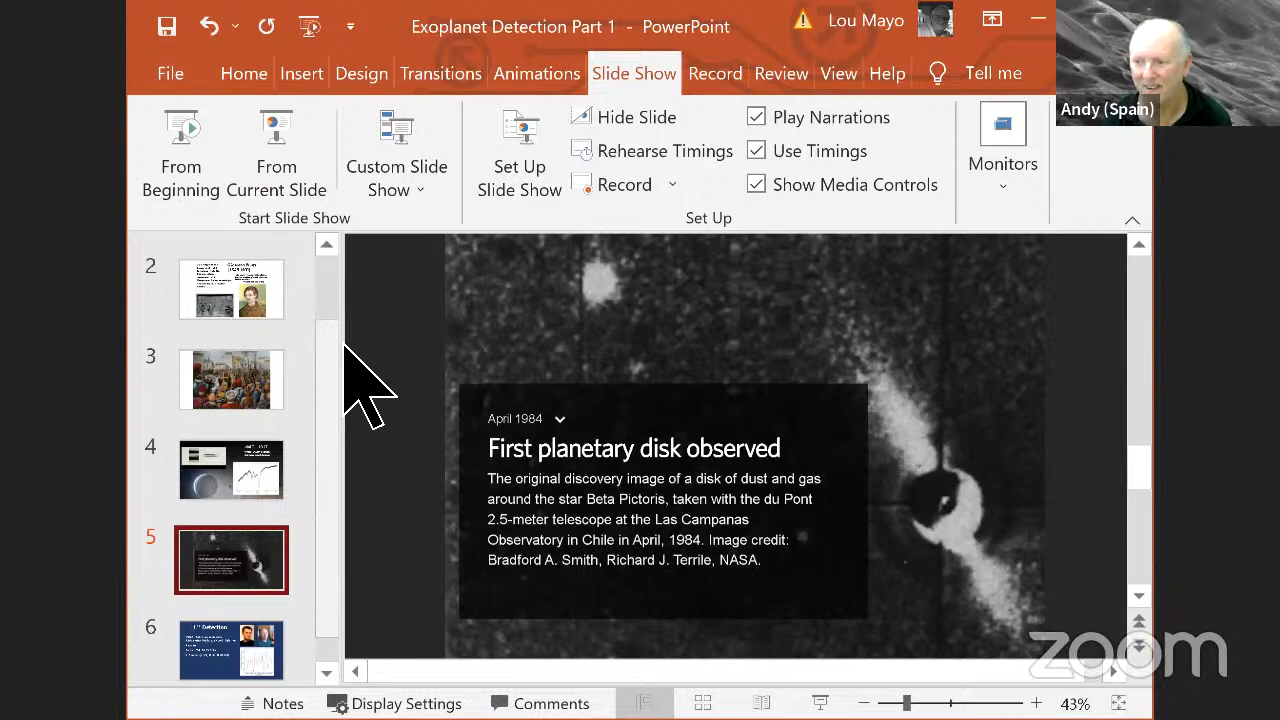 Exoplanet Detection Part 1 - PowerPoint
Lou Mayo
File Home Insert Design Transitions Animations Slide Show Record Review View Help Tell me
Andy (Spain)
From Beginning
From Current Slide
Custom Slide Show
Start Slide Show
Set Up Slide Show
Hide Slide
Rehearse Timings
Record
Play Narrations
Use Timings
Show Media Controls
Set Up
Monitors
2
3
4
5
6
1st Detection
April 1984
First planetary disk observed
The original discovery image of a disk of dust and gas
around the star Beta Pictoris, taken with the du Pont
2.5-meter telescope at the Las Campanas
Observatory in Chile in April, 1984. Image credit:
Bradford A. Smith, Richard J. Terrile, NASA.
zoom
Notes Display Settings Comments 43%